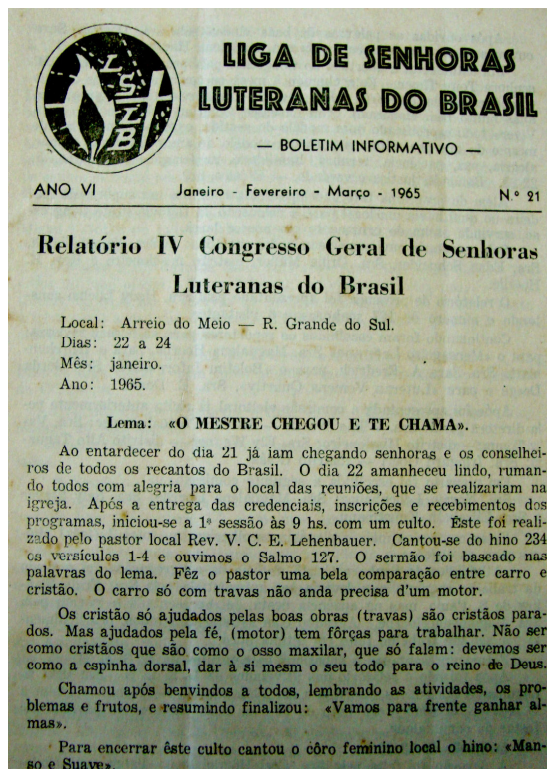 LSLB
LIGA DE SENHORAS
LUTERANAS DO BRASIL
— BOLETIM INFORMATIVO —
ANO VI Janeiro - Fevereiro - Março - 1965 N.º 21
Relatório IV Congresso Geral de Senhoras
Luteranas do Brasil
Local: Arreio do Meio — R. Grande do Sul.
Dias: 22 a 24
Mês: janeiro.
Ano: 1965.
Lema: «O MESTRE CHEGOU E TE CHAMA».
Ao entardecer do dia 21 já iam chegando senhoras e os conselhei-
ros de todos os recantos do Brasil. O dia 22 amanheceu lindo, ruman-
do todos com alegria para o local das reuniões, que se realizariam na
igreja. Após a entrega das credenciais, inscrições e recebimentos dos
programas, iniciou-se a 1ª sessão às 9 hs. com um culto. Éste foi reali-
zado pelo pastor local Rev. V. C. E. Lehenbauer. Cantou-se do hino 234
os versículos 1-4 e ouvimos o Salmo 127. O sermão foi bascado nas
palavras do lema. Fêz o pastor uma bela comparação entre carro e
cristão. O carro só com travas não anda precisa d'um motor.
Os cristão só ajudados pelas boas obras (travas) são cristãos para-
dos. Mas ajudados pela fé, (motor) tem fôrças para trabalhar. Não ser
como cristãos que são como o osso maxilar, que só falam: devemos ser
como a espinha dorsal, dar à si mesm o seu todo para o reino de Deus.
Chamou após benvindos a todos, lembrando as atividades, os pro-
blemas e frutos, e resumindo finalizou: «Vamos para frente ganhar al-
mas».
Para encerrar êste culto cantou o côro feminino local o hino: «Man-
so e Suave».